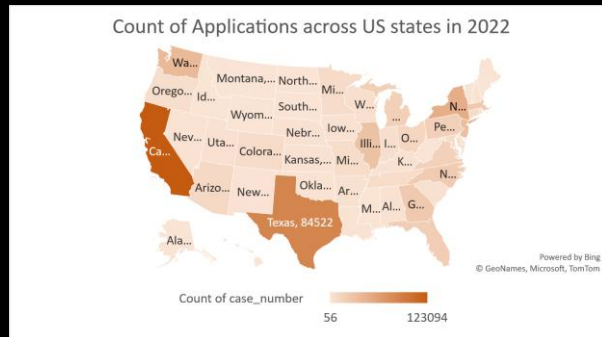 Count of Applications across US states in 2022
Wa...
Montana,...
North...
Mi...
Orego...
Id...
South...
W...
N...
Wyom...
...
Pe...
Nebr...
Iow...
Nev...
Uta...
Illi...
I...
O...
Ca...
Colora...
Kansas,...
Mi...
K...
N...
Arizo...
New...
Okla...
Ar...
M...
Al...
G...
Texas, 84522
Ala...
Powered by Bing
© GeoNames, Microsoft, TomTom
Count of case_number
56
123094